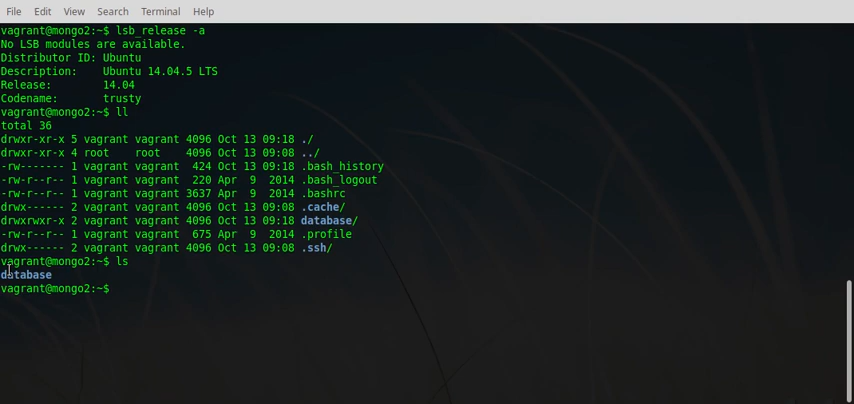 File Edit View Search Terminal Help
vagrant@mongo2:~$ lsb_release -a
No LSB modules are available.
Distributor ID: Ubuntu
Description:    Ubuntu 14.04.5 LTS
Release:        14.04
Codename:       trusty
vagrant@mongo2:~$ ll
total 36
drwxr-xr-x 5 vagrant vagrant 4096 Oct 13 09:18 ./
drwxr-xr-x 4 root    root    4096 Oct 13 09:08 ../
-rw------- 1 vagrant vagrant  424 Oct 13 09:18 .bash_history
-rw-r--r-- 1 vagrant vagrant  220 Apr  9  2014 .bash_logout
-rw-r--r-- 1 vagrant vagrant 3637 Apr  9  2014 .bashrc
drwx------ 2 vagrant vagrant 4096 Oct 13 09:08 .cache/
drwxrwxr-x 2 vagrant vagrant 4096 Oct 13 09:18 database/
-rw-r--r-- 1 vagrant vagrant  675 Apr  9  2014 .profile
drwx------ 2 vagrant vagrant 4096 Oct 13 09:08 .ssh/
vagrant@mongo2:~$ ls
database
vagrant@mongo2:~$